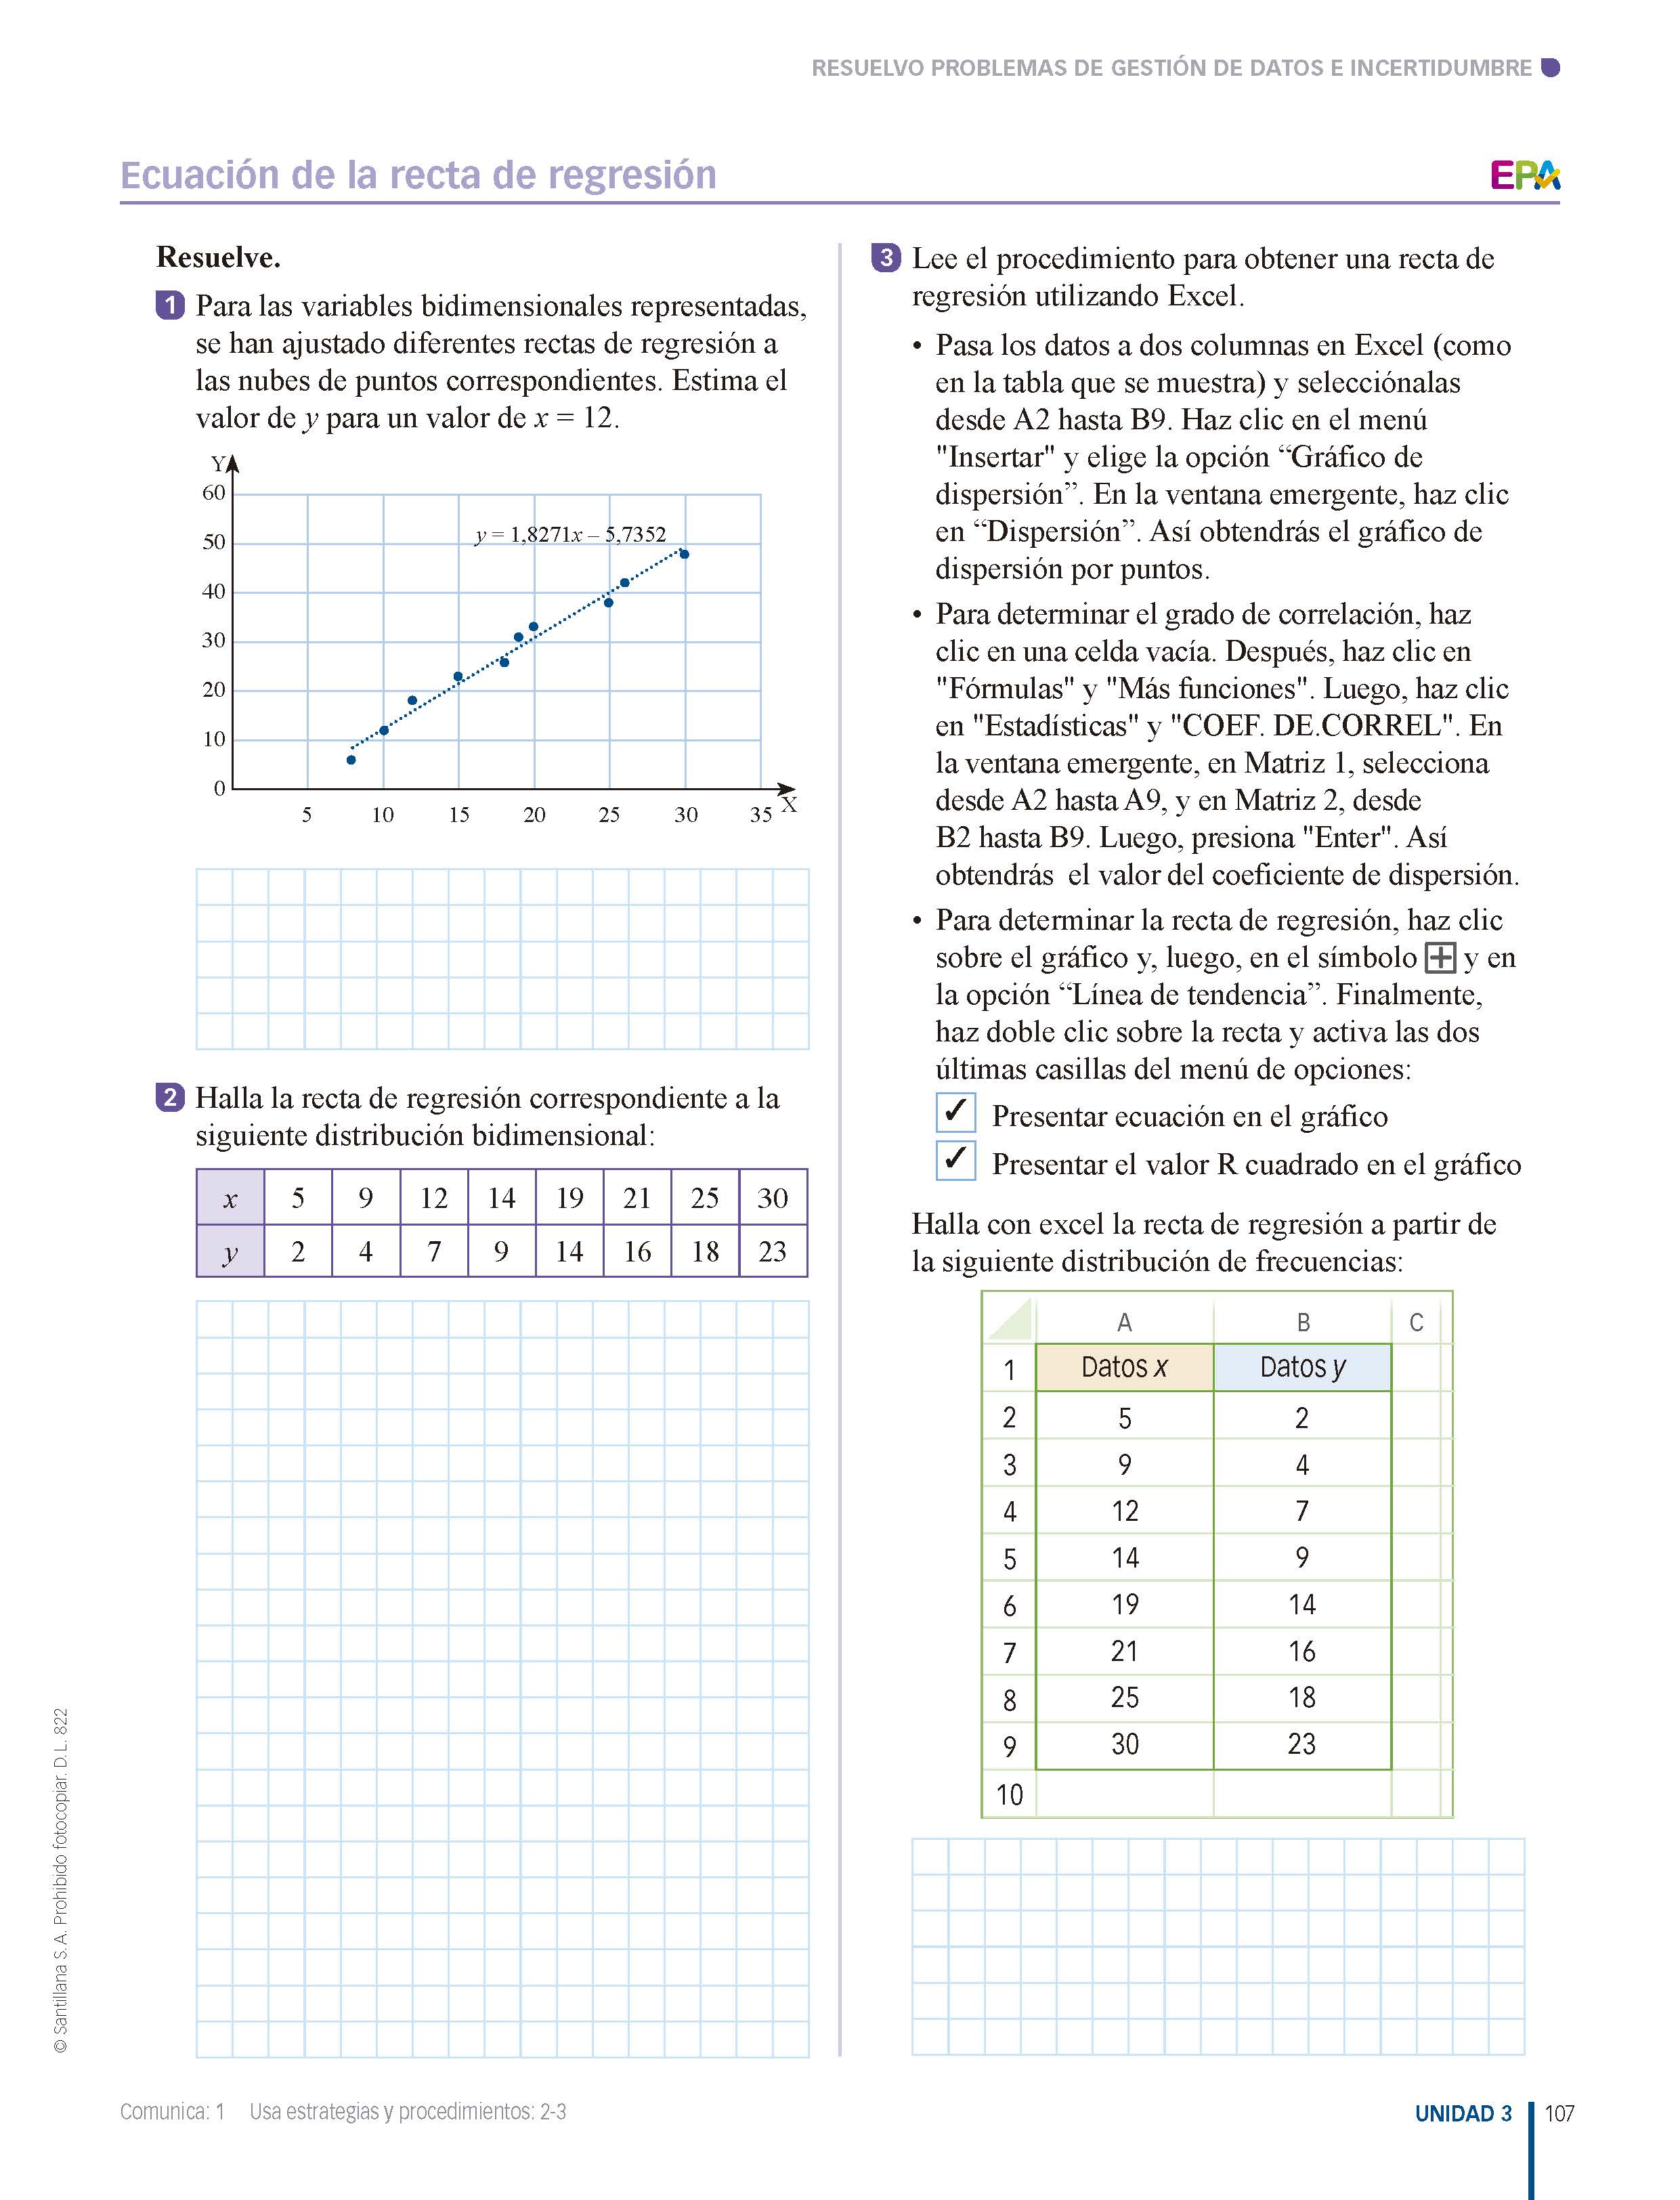 RESUELVO PROBLEMAS DE GESTIÓN DE DATOS E INCERTIDUMBRE
Ecuación de la recta de regresión
EPA
Resuelve.
1 Para las variables bidimensionales representadas,
se han ajustado diferentes rectas de regresión a
las nubes de puntos correspondientes. Estima el
valor de y para un valor de x = 12.
Y
60
50
40
30
20
10
0
y = 1,8271x – 5,7352
5 10 15 20 25 30 35 X
2 Halla la recta de regresión correspondiente a la
siguiente distribución bidimensional:
x 5 9 12 14 19 21 25 30
y 2 4 7 9 14 16 18 23
3 Lee el procedimiento para obtener una recta de
regresión utilizando Excel.
• Pasa los datos a dos columnas en Excel (como
en la tabla que se muestra) y selecciónalas
desde A2 hasta B9. Haz clic en el menú
"Insertar" y elige la opción “Gráfico de
dispersión”. En la ventana emergente, haz clic
en “Dispersión”. Así obtendrás el gráfico de
dispersión por puntos.
• Para determinar el grado de correlación, haz
clic en una celda vacía. Después, haz clic en
"Fórmulas" y "Más funciones". Luego, haz clic
en "Estadísticas" y "COEF. DE.CORREL". En
la ventana emergente, en Matriz 1, selecciona
desde A2 hasta A9, y en Matriz 2, desde
B2 hasta B9. Luego, presiona "Enter". Así
obtendrás el valor del coeficiente de dispersión.
• Para determinar la recta de regresión, haz clic
sobre el gráfico y, luego, en el símbolo + y en
la opción “Línea de tendencia”. Finalmente,
haz doble clic sobre la recta y activa las dos
últimas casillas del menú de opciones:
✓ Presentar ecuación en el gráfico
✓ Presentar el valor R cuadrado en el gráfico
Halla con excel la recta de regresión a partir de
la siguiente distribución de frecuencias:
A B C
1 Datos x Datos y
2 5 2
3 9 4
4 12 7
5 14 9
6 19 14
7 21 16
8 25 18
9 30 23
10
© Santillana S.A. Prohibido fotocopiar. D.L. 822
Comunica: 1 Usa estrategias y procedimientos: 2-3
UNIDAD 3 107